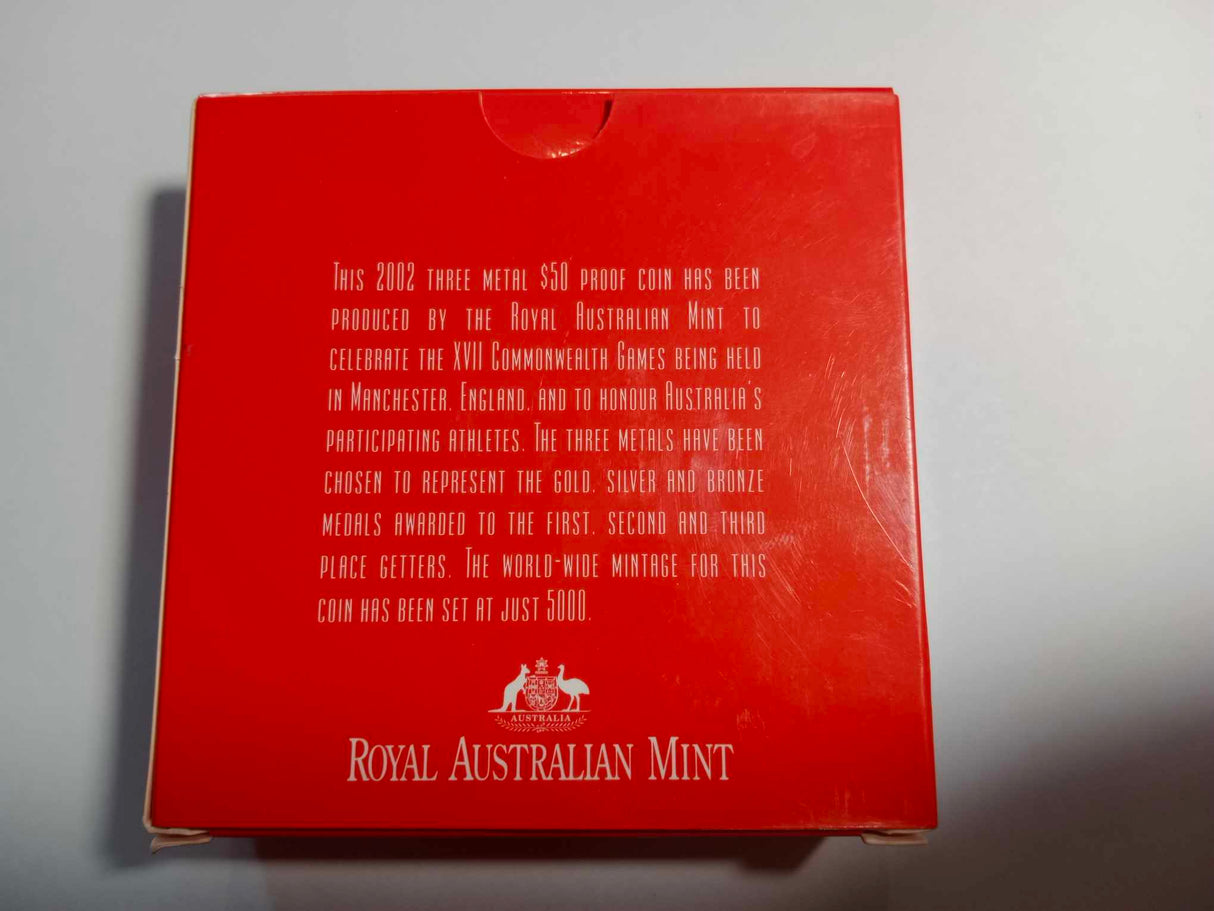 This 2002 three metal $50 proof coin has been
produced by the Royal Australian Mint to
celebrate the XVII Commonwealth Games being held
in Manchester, England, and to honour Australia's
participating athletes. The three metals have been
chosen to represent the gold, silver and bronze
medals awarded to the first, second and third
place getters. The world-wide mintage for this
coin has been set at just 5000.
AUSTRALIA
ROYAL AUSTRALIAN MINT